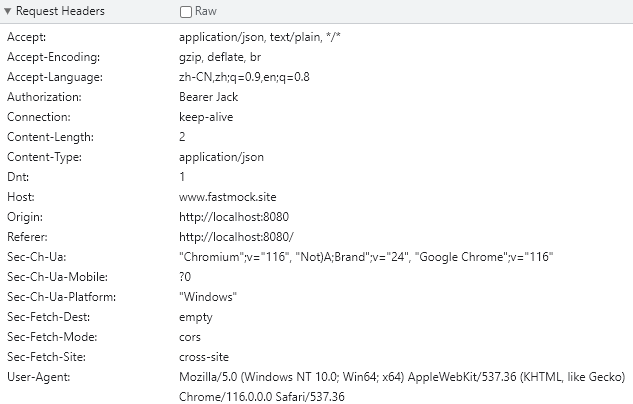 ▼ Request Headers Raw
Accept: application/json, text/plain, */*
Accept-Encoding: gzip, deflate, br
Accept-Language: zh-CN,zh;q=0.9,en;q=0.8
Authorization: Bearer Jack
Connection: keep-alive
Content-Length: 2
Content-Type: application/json
Dnt: 1
Host: www.fastmock.site
Origin: http://localhost:8080
Referer: http://localhost:8080/
Sec-Ch-Ua: "Chromium";v="116", "Not)A;Brand";v="24", "Google Chrome";v="116"
Sec-Ch-Ua-Mobile: ?0
Sec-Ch-Ua-Platform: "Windows"
Sec-Fetch-Dest: empty
Sec-Fetch-Mode: cors
Sec-Fetch-Site: cross-site
User-Agent: Mozilla/5.0 (Windows NT 10.0; Win64; x64) AppleWebKit/537.36 (KHTML, like Gecko)
Chrome/116.0.0.0 Safari/537.36